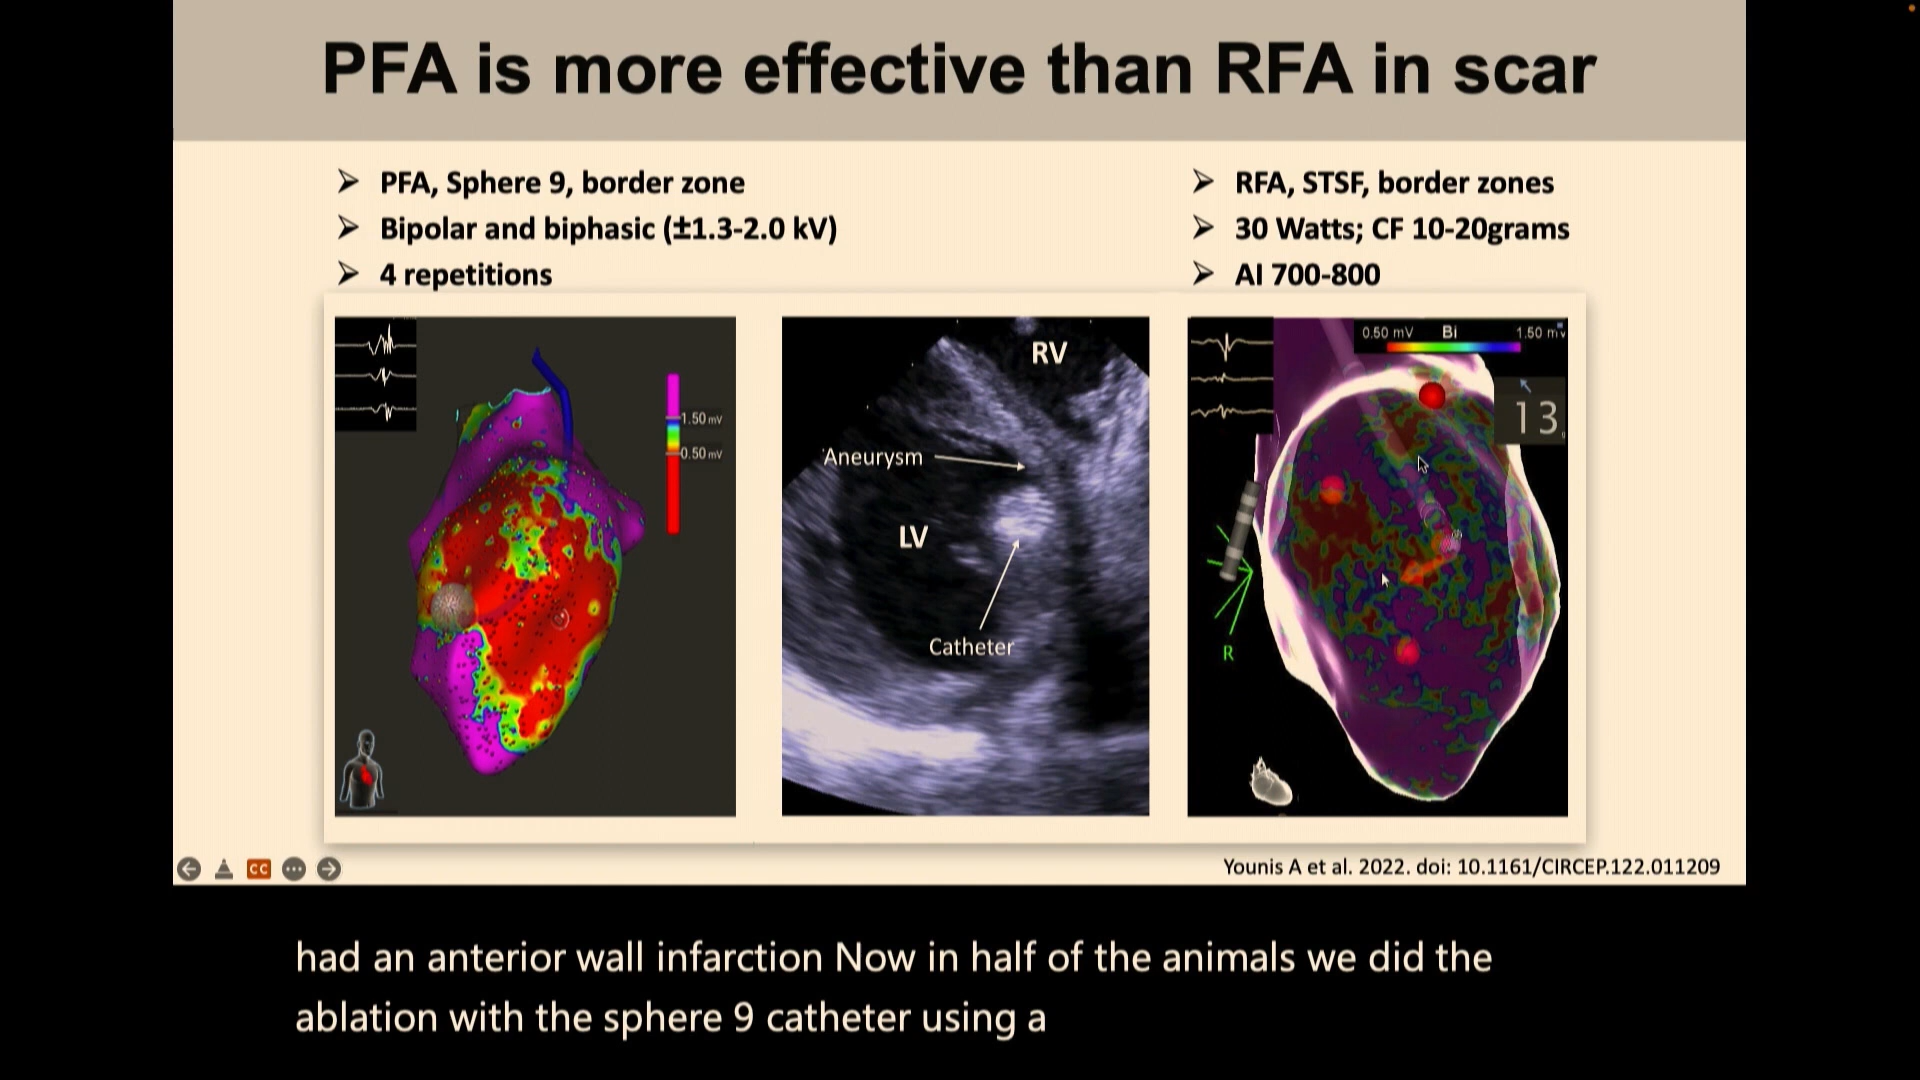 PFA is more effective than RFA in scar
➢ PFA, Sphere 9, border zone
➢ Bipolar and biphasic (±1.3-2.0 kV)
➢ 4 repetitions
➢ RFA, STSF, border zones
➢ 30 Watts; CF 10-20grams
➢ AI 700-800
1.50 mV
0.50 mV
RV
Aneurysm
LV
Catheter
0.50 mV Bi 1.50 mV
13
R
CC
Younis A et al. 2022. doi: 10.1161/CIRCEP.122.011209
had an anterior wall infarction Now in half of the animals we did the
ablation with the sphere 9 catheter using a